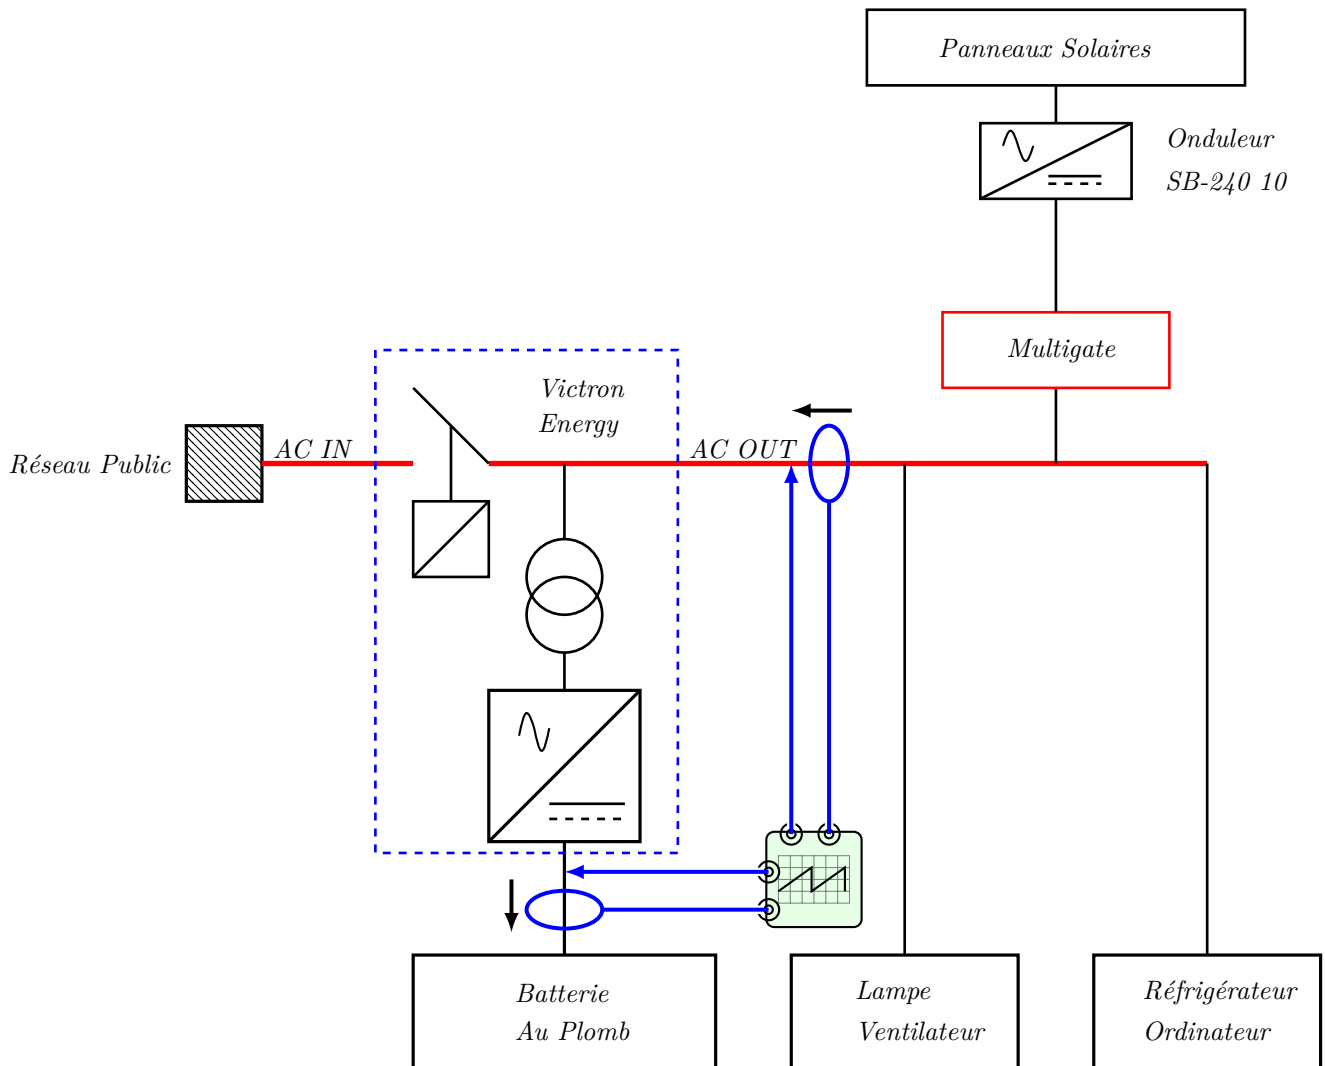 Panneaux Solaires
Onduleur
SB-240 10
Multigate
Victron
Energy
Réseau Public
AC IN
AC OUT
Batterie
Au Plomb
Lampe
Ventilateur
Réfrigérateur
Ordinateur